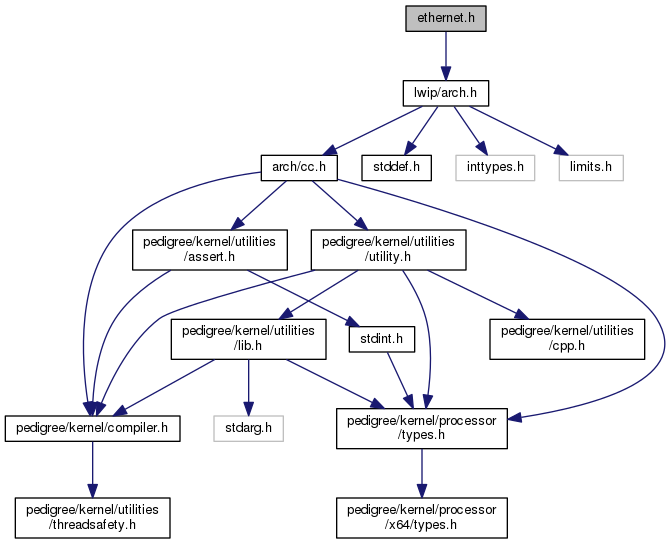 ethernet.h
lwip/arch.h
arch/cc.h
stddef.h
inttypes.h
limits.h
pedigree/kernel/utilities
/assert.h
pedigree/kernel/utilities
/utility.h
pedigree/kernel/utilities
/lib.h
stdint.h
pedigree/kernel/utilities
/cpp.h
pedigree/kernel/compiler.h
stdarg.h
pedigree/kernel/processor
/types.h
pedigree/kernel/utilities
/threadsafety.h
pedigree/kernel/processor
/x64/types.h